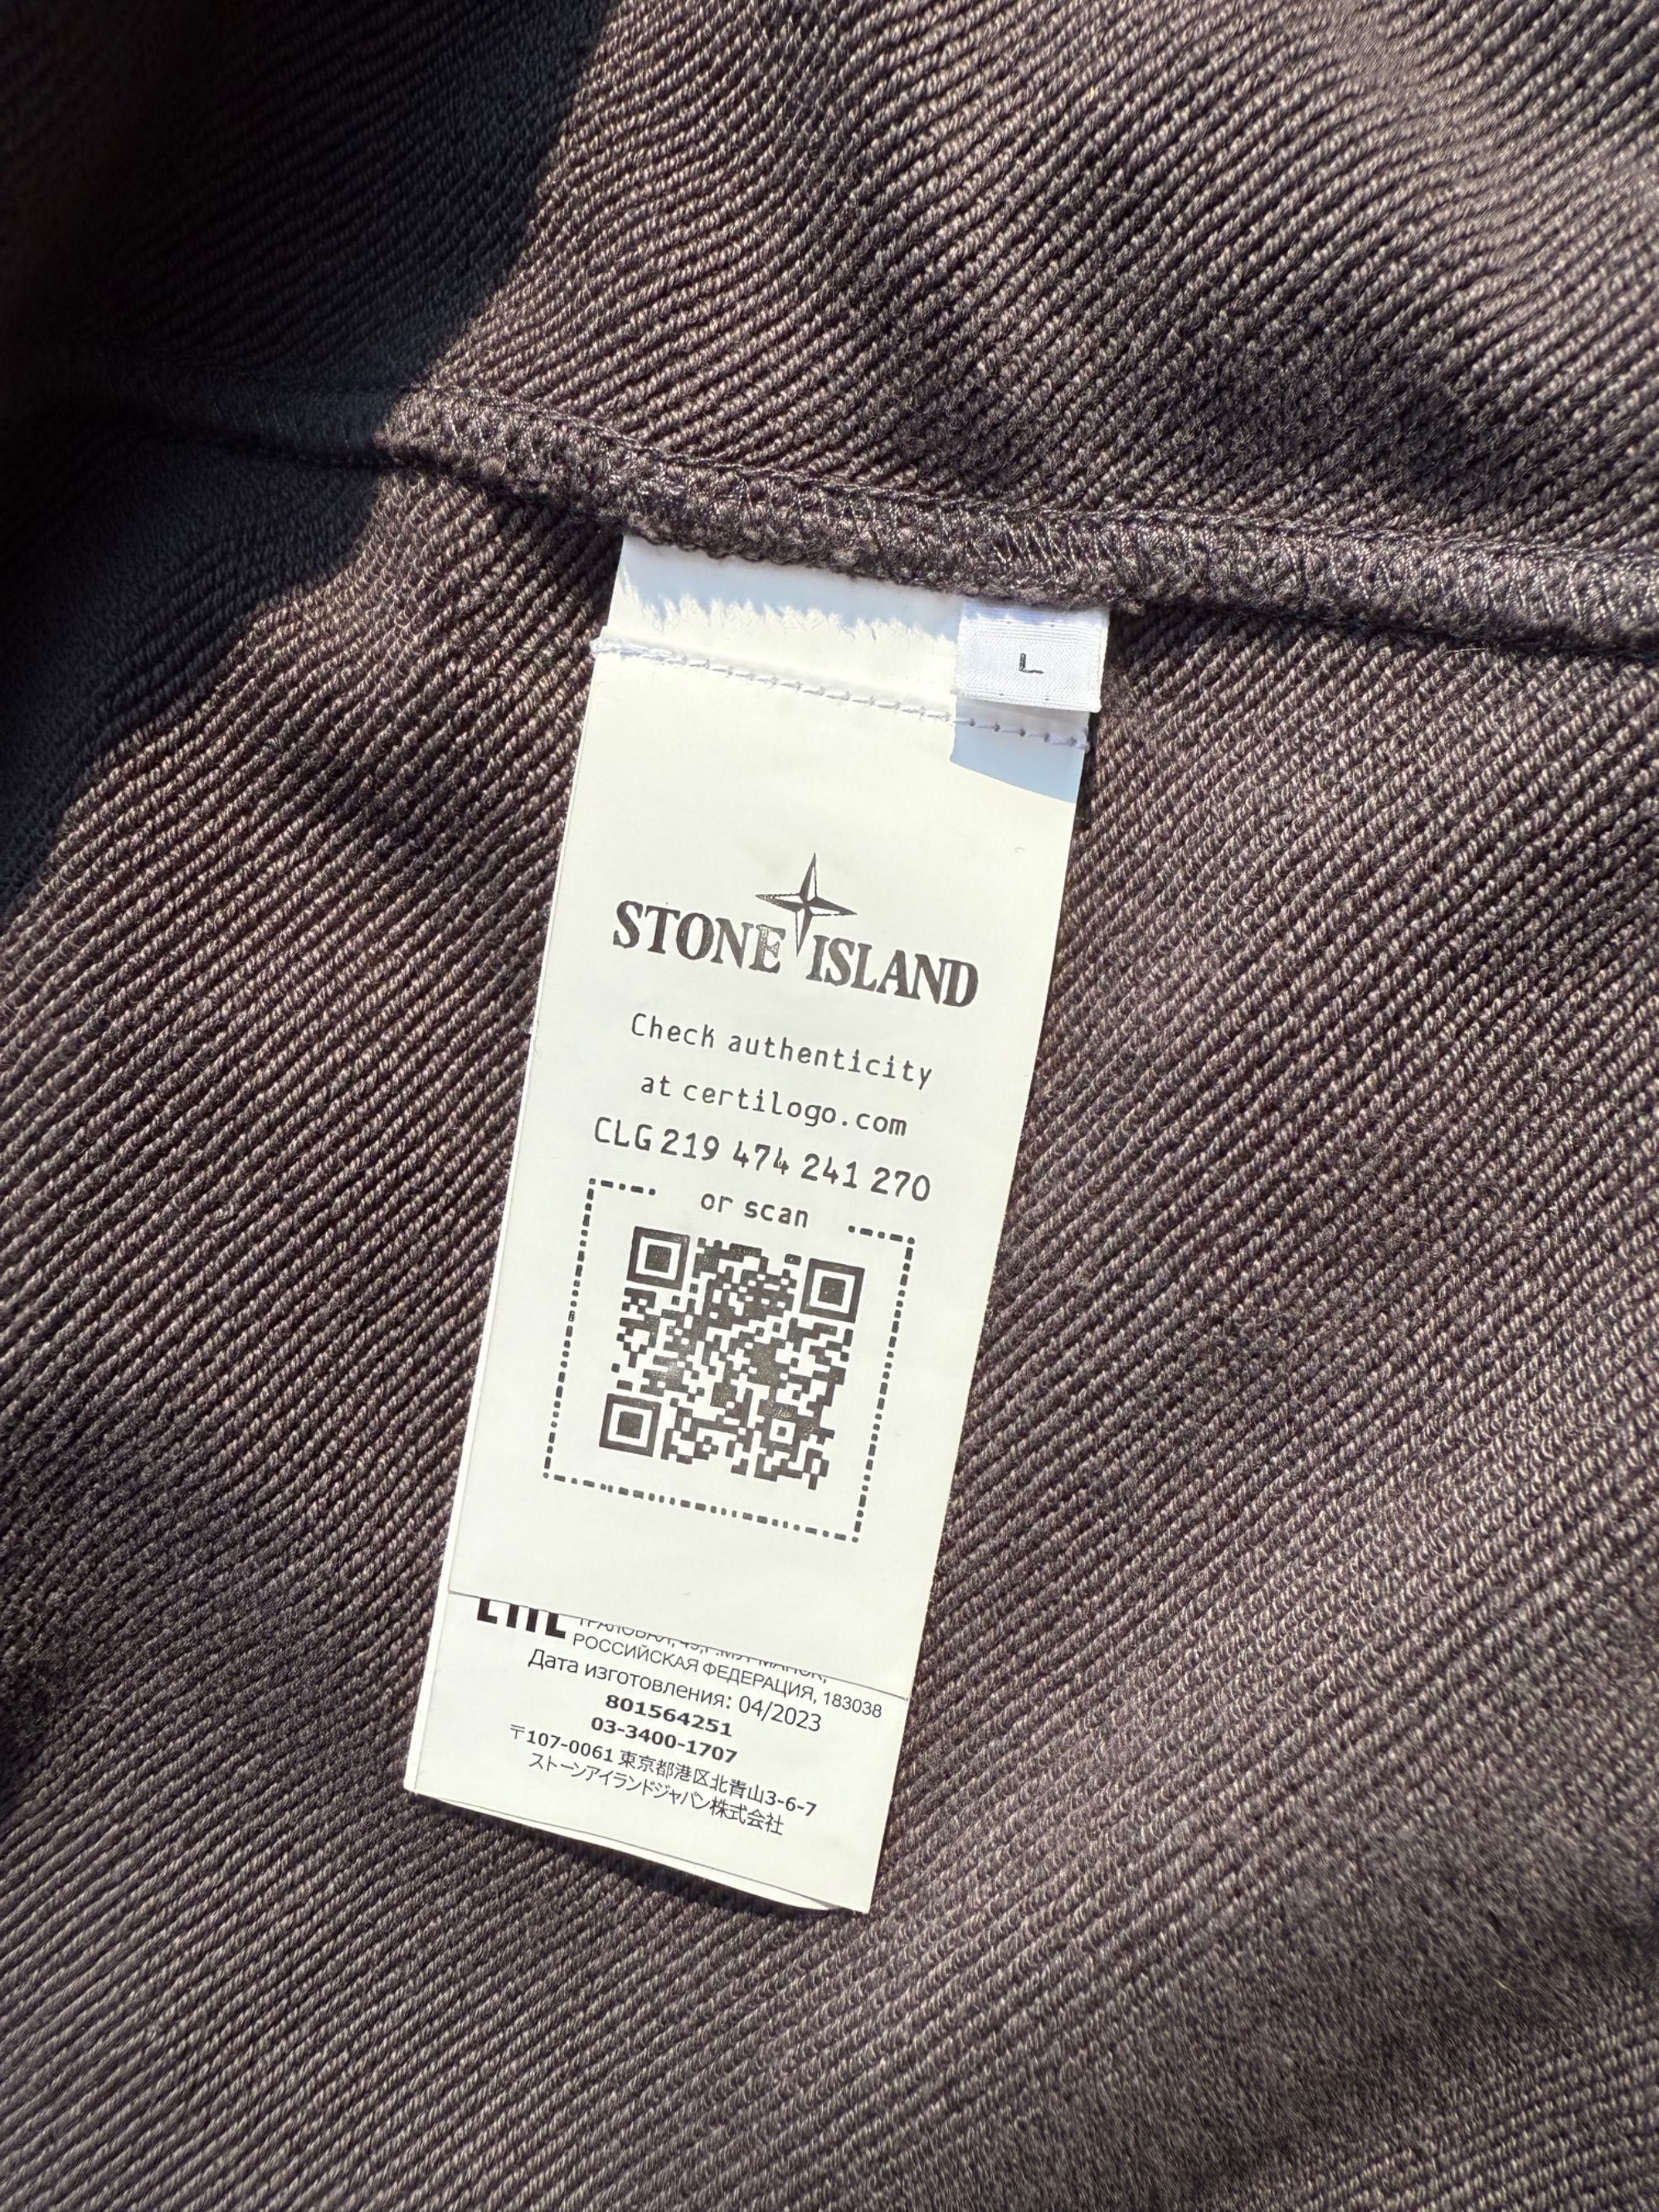 L
STONE ISLAND
Check authenticity
at certilogo.com
CLG 219 474 241 270
or scan
РОССИЙСКАЯ ФЕДЕРАЦИЯ, 183038
Дата изготовления: 04/2023
801564251
03-3400-1707
〒107-0061 東京都港区北青山3-6-7
ストーンアイランドジャパン株式会社